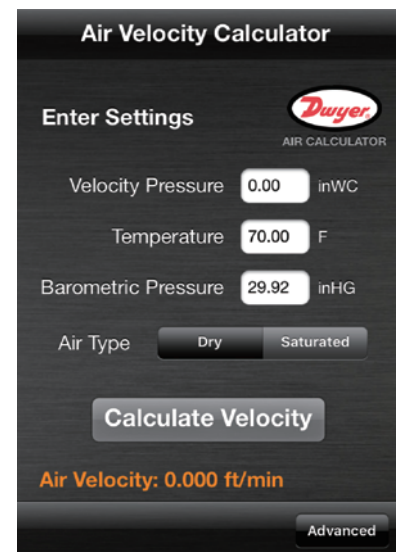 Air Velocity Calculator
Enter Settings
Dwyer
AIR CALCULATOR
Velocity Pressure 0.00 inWC
Temperature 70.00 F
Barometric Pressure 29.92 inHG
Air Type Dry Saturated
Calculate Velocity
Air Velocity: 0.000 ft/min
Advanced